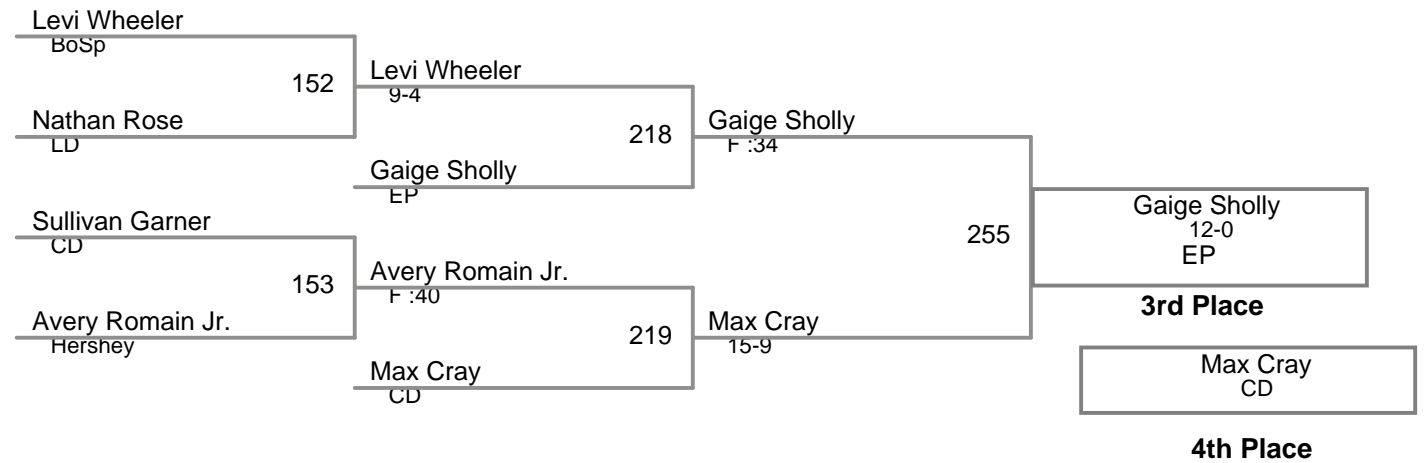 Levi Wheeler
BoSp
152
Levi Wheeler
9-4
Nathan Rose
LD
218
Gaige Sholly
F :34
Gaige Sholly
EP
Sullivan Garner
CD
255
Gaige Sholly
12-0
EP
153
Avery Romain Jr.
F :40
3rd Place
Avery Romain Jr.
Hershey
219
Max Cray
15-9
Max Cray
CD
Max Cray
CD
4th Place